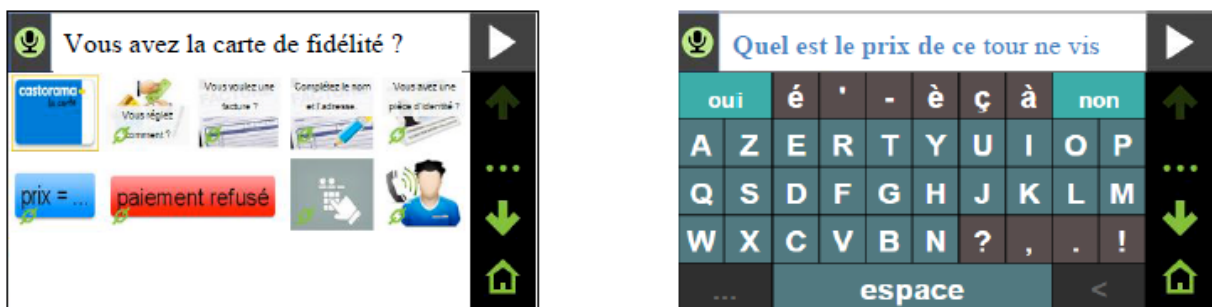 Vous avez la carte de fidélité ?
castorama
la carte
Vous réglez
comment ?
Vous voulez une
facture ?
Complétez le nom
et l'adresse
Vous avez une
pièce d'identité ?
prix = ...
paiement refusé
Quel est le prix de ce tour ne vis
oui é ' - è ç à non
A Z E R T Y U I O P
Q S D F G H J K L M
W X C V B N ? , . !
... espace <